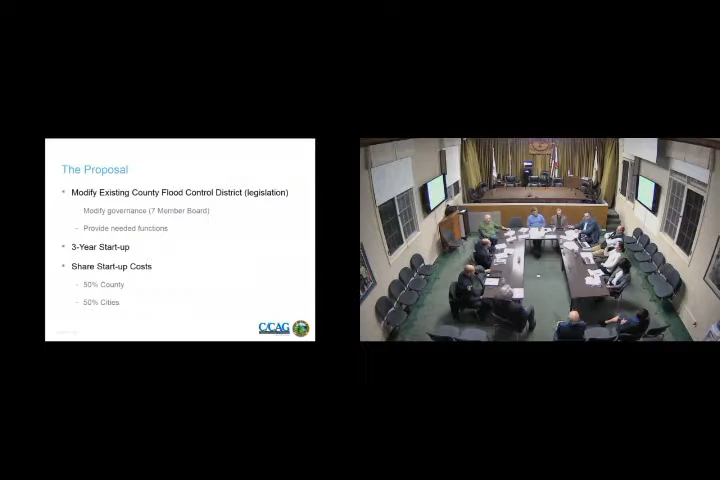 The Proposal
Modify Existing County Flood Control District (legislation)
Modify governance (7 Member Board)
- Provide needed functions
3-Year Start-up
Share Start-up Costs
- 50% County
- 50% Cities
C/CAG